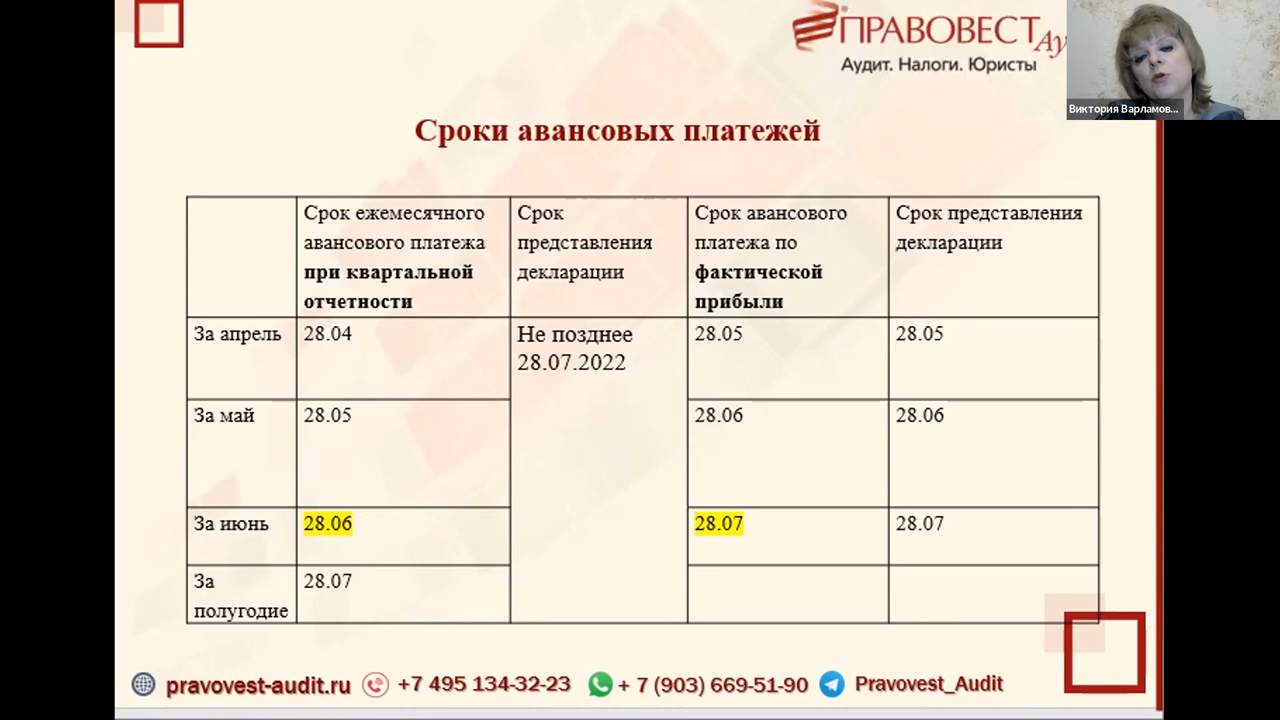 ПРАВОВЕСТ
Аудит. Налоги. Юристы
Виктория Варламов...
Сроки авансовых платежей
Срок ежемесячного авансового платежа при квартальной отчетности
Срок представления декларации
Срок авансового платежа по фактической прибыли
Срок представления декларации
За апрель
28.04
Не позднее 28.07.2022
28.05
28.05
За май
28.05
28.06
28.06
За июнь
28.06
28.07
28.07
За полугодие
28.07
pravovest-audit.ru
+7 495 134-32-23
+ 7 (903) 669-51-90
Pravovest_Audit